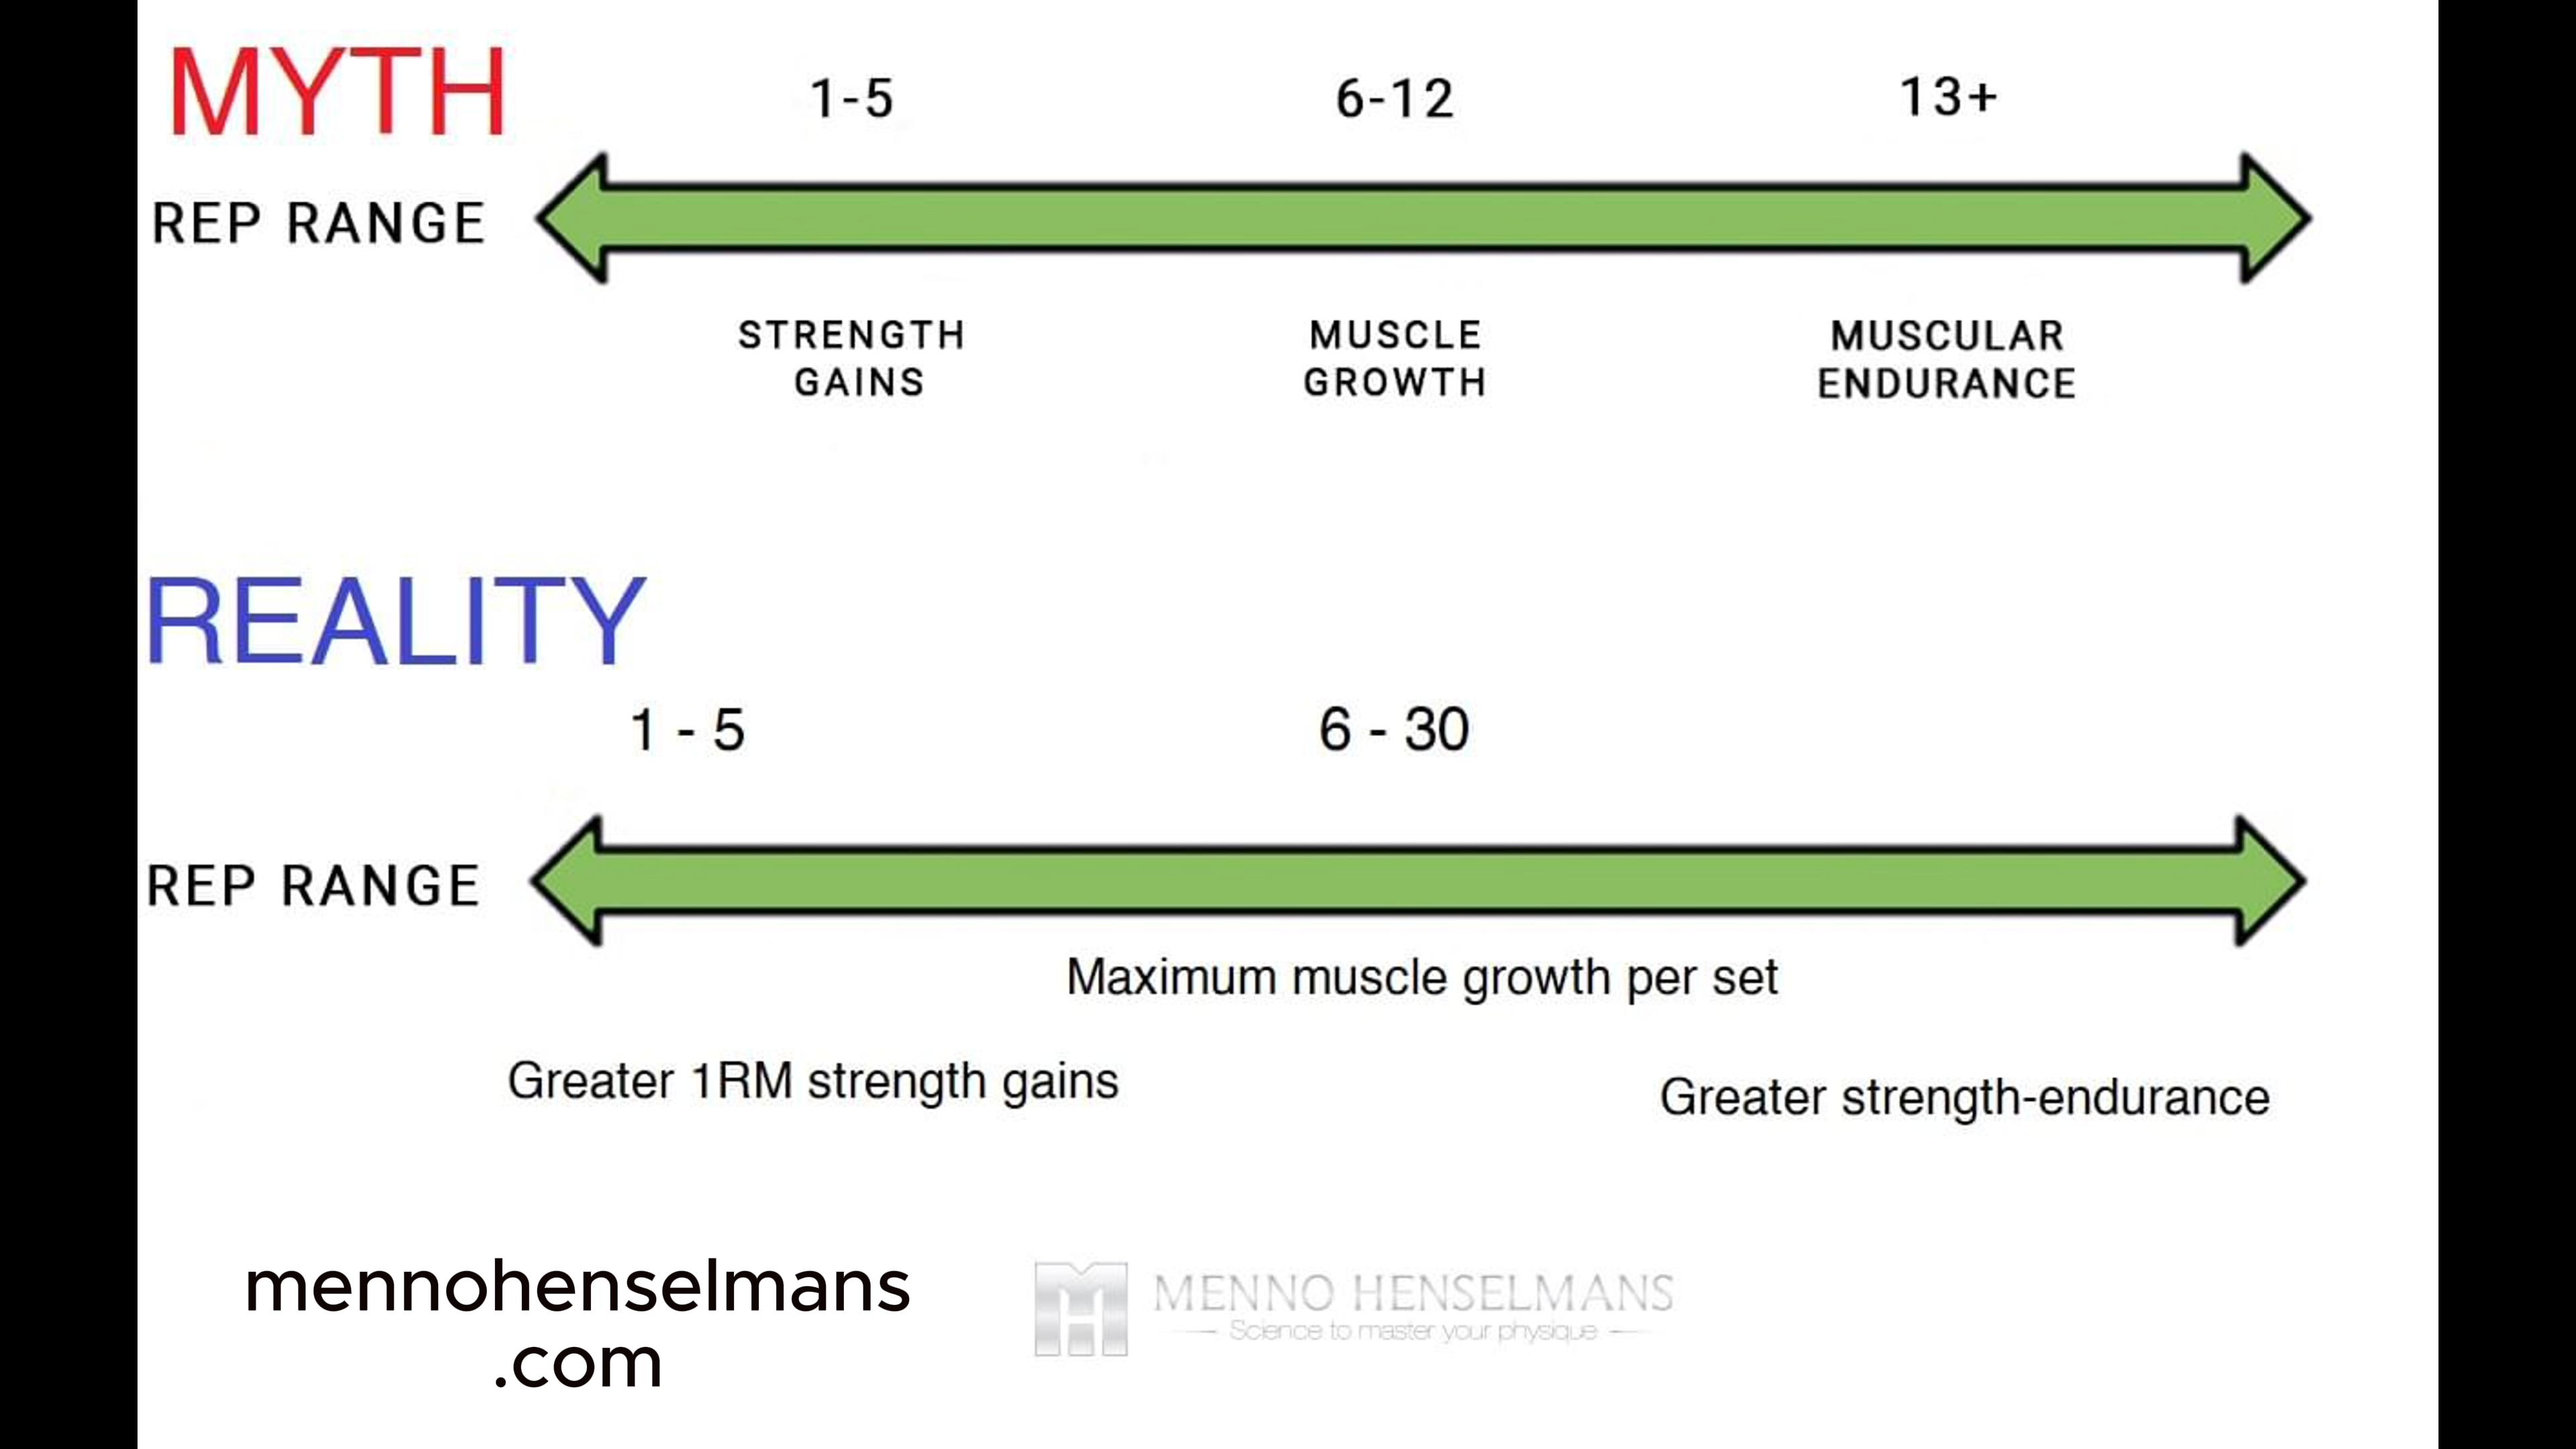 MYTH
1-5 6-12 13+
REP RANGE
STRENGTH GAINS
MUSCLE GROWTH
MUSCULAR ENDURANCE
REALITY
1 - 5 6 - 30
REP RANGE
Maximum muscle growth per set
Greater 1RM strength gains
Greater strength-endurance
mennohenselmans
.com
MENNO HENSELMANS
Science to master your physique